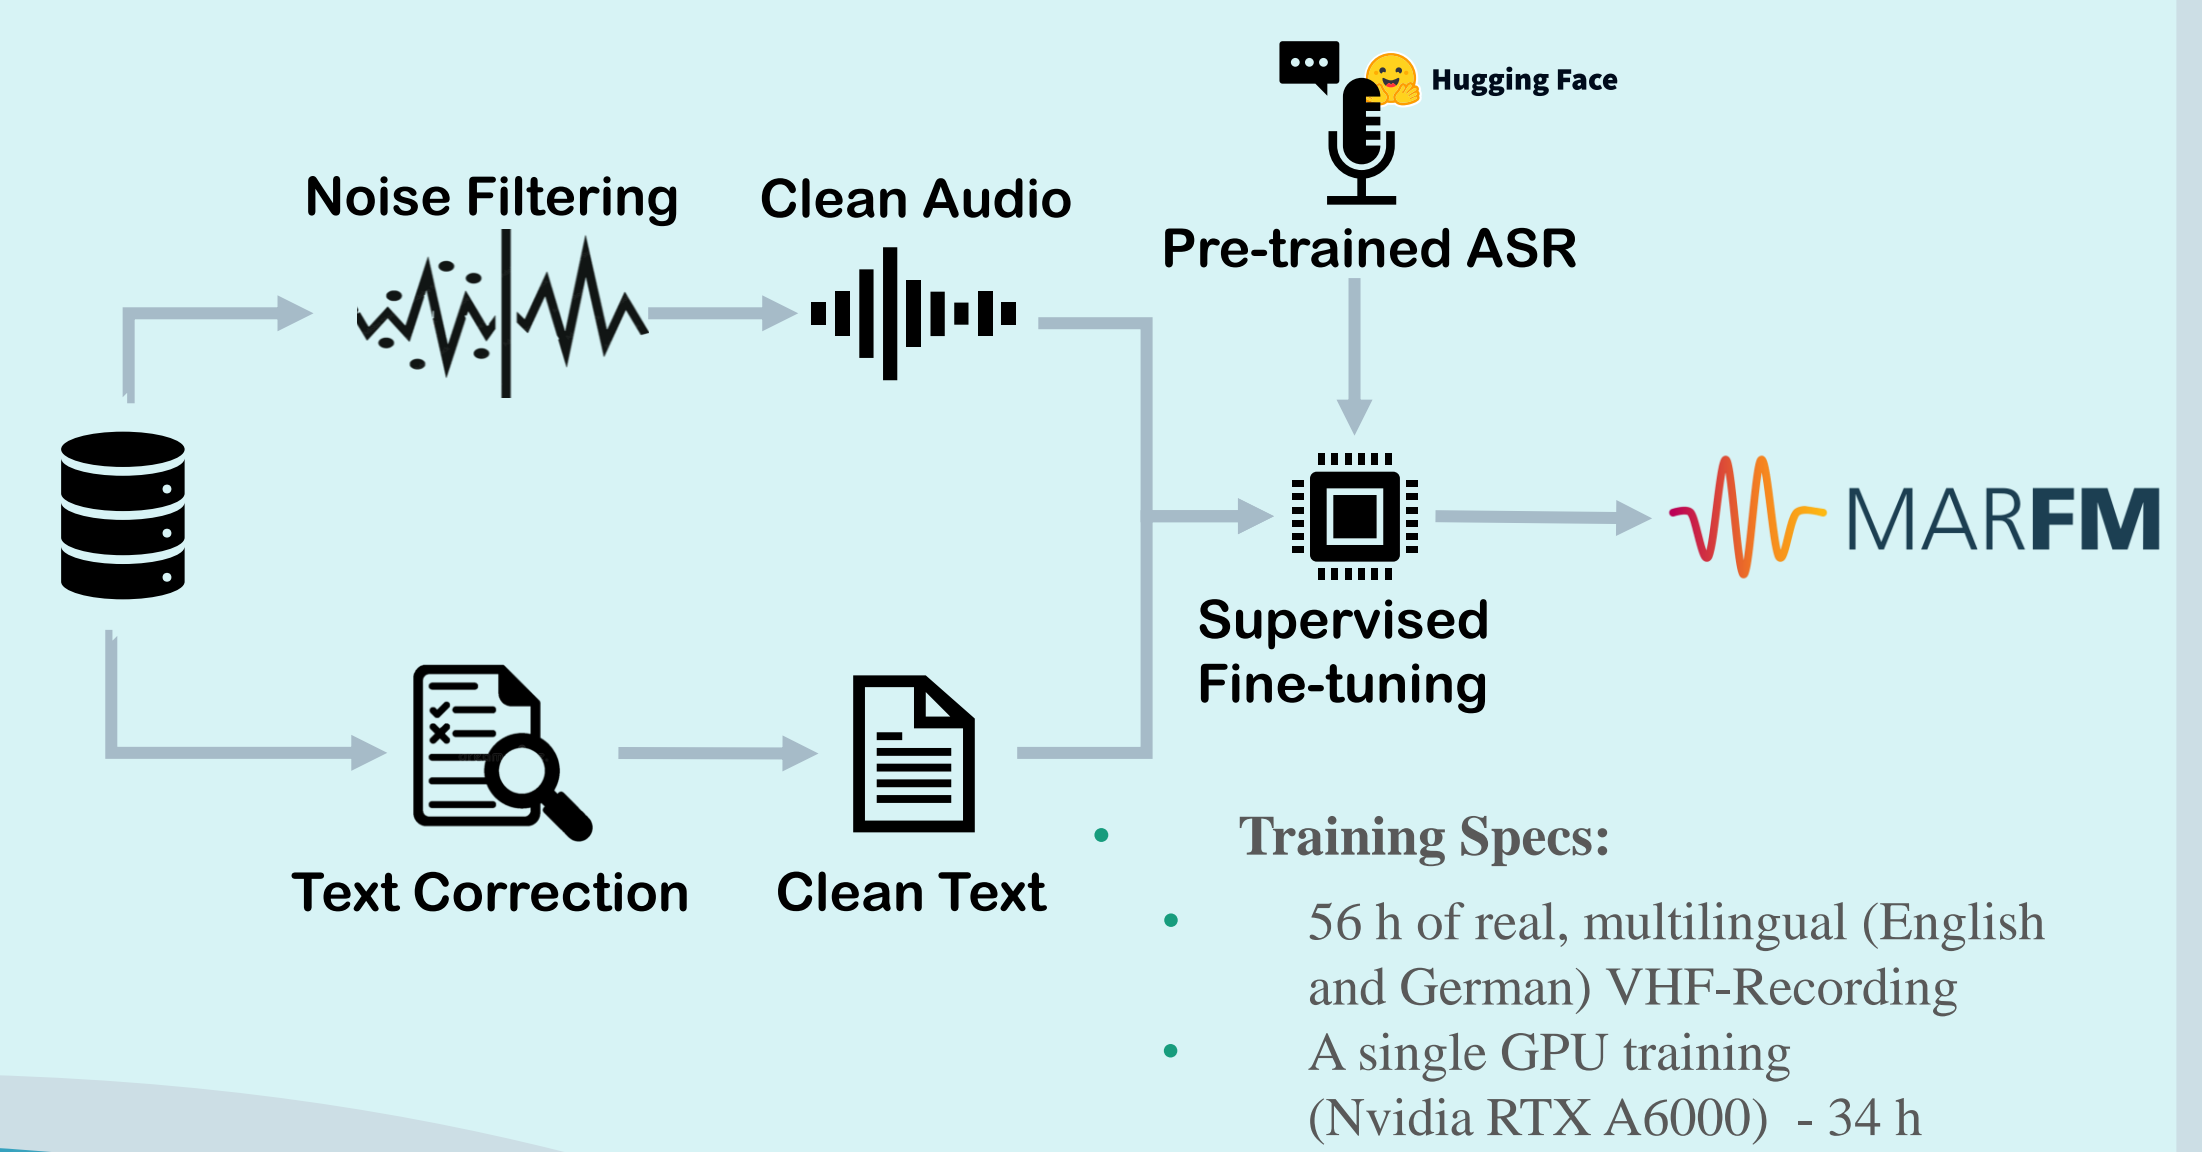 Hugging Face
Noise Filtering
Clean Audio
Pre-trained ASR
MARFM
Supervised
Fine-tuning
Text Correction
Clean Text
• Training Specs:
• 56 h of real, multilingual (English
and German) VHF-Recording
• A single GPU training
(Nvidia RTX A6000) - 34 h